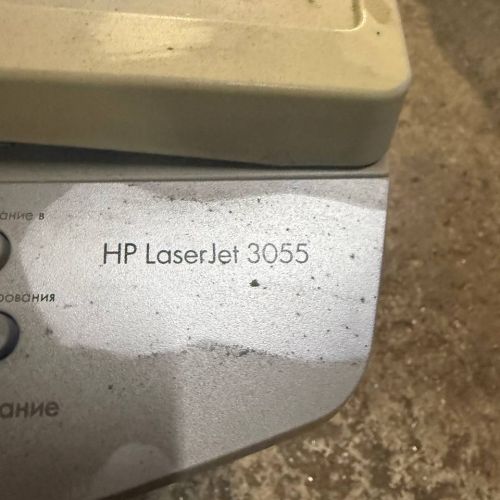 ание в
HP LaserJet 3055
рования
ание